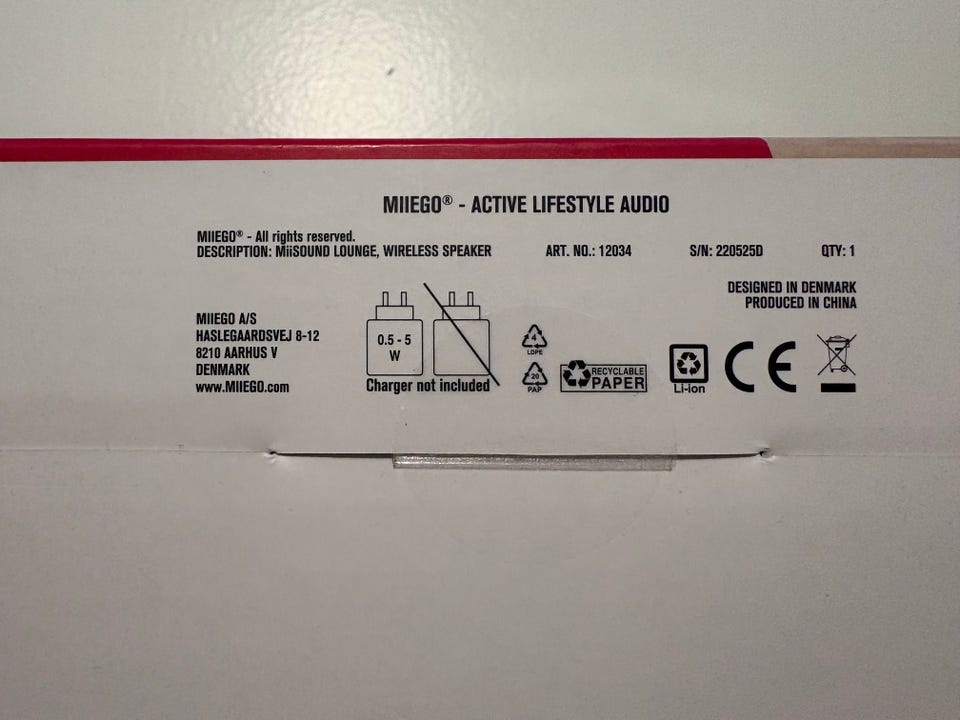 MIIEGO® - ACTIVE LIFESTYLE AUDIO
MIIEGO® - All rights reserved.
DESCRIPTION: MiiSOUND LOUNGE, WIRELESS SPEAKER ART. NO.: 12034 S/N: 220525D QTY: 1
DESIGNED IN DENMARK
PRODUCED IN CHINA
MIIEGO A/S
HASLEGAARDSVEJ 8-12
8210 AARHUS V
DENMARK
www.MIIEGO.com
0.5 - 5
W
Charger not included
4
LDPE
20
PAP
RECYCLABLE
PAPER
Li-ion
CE